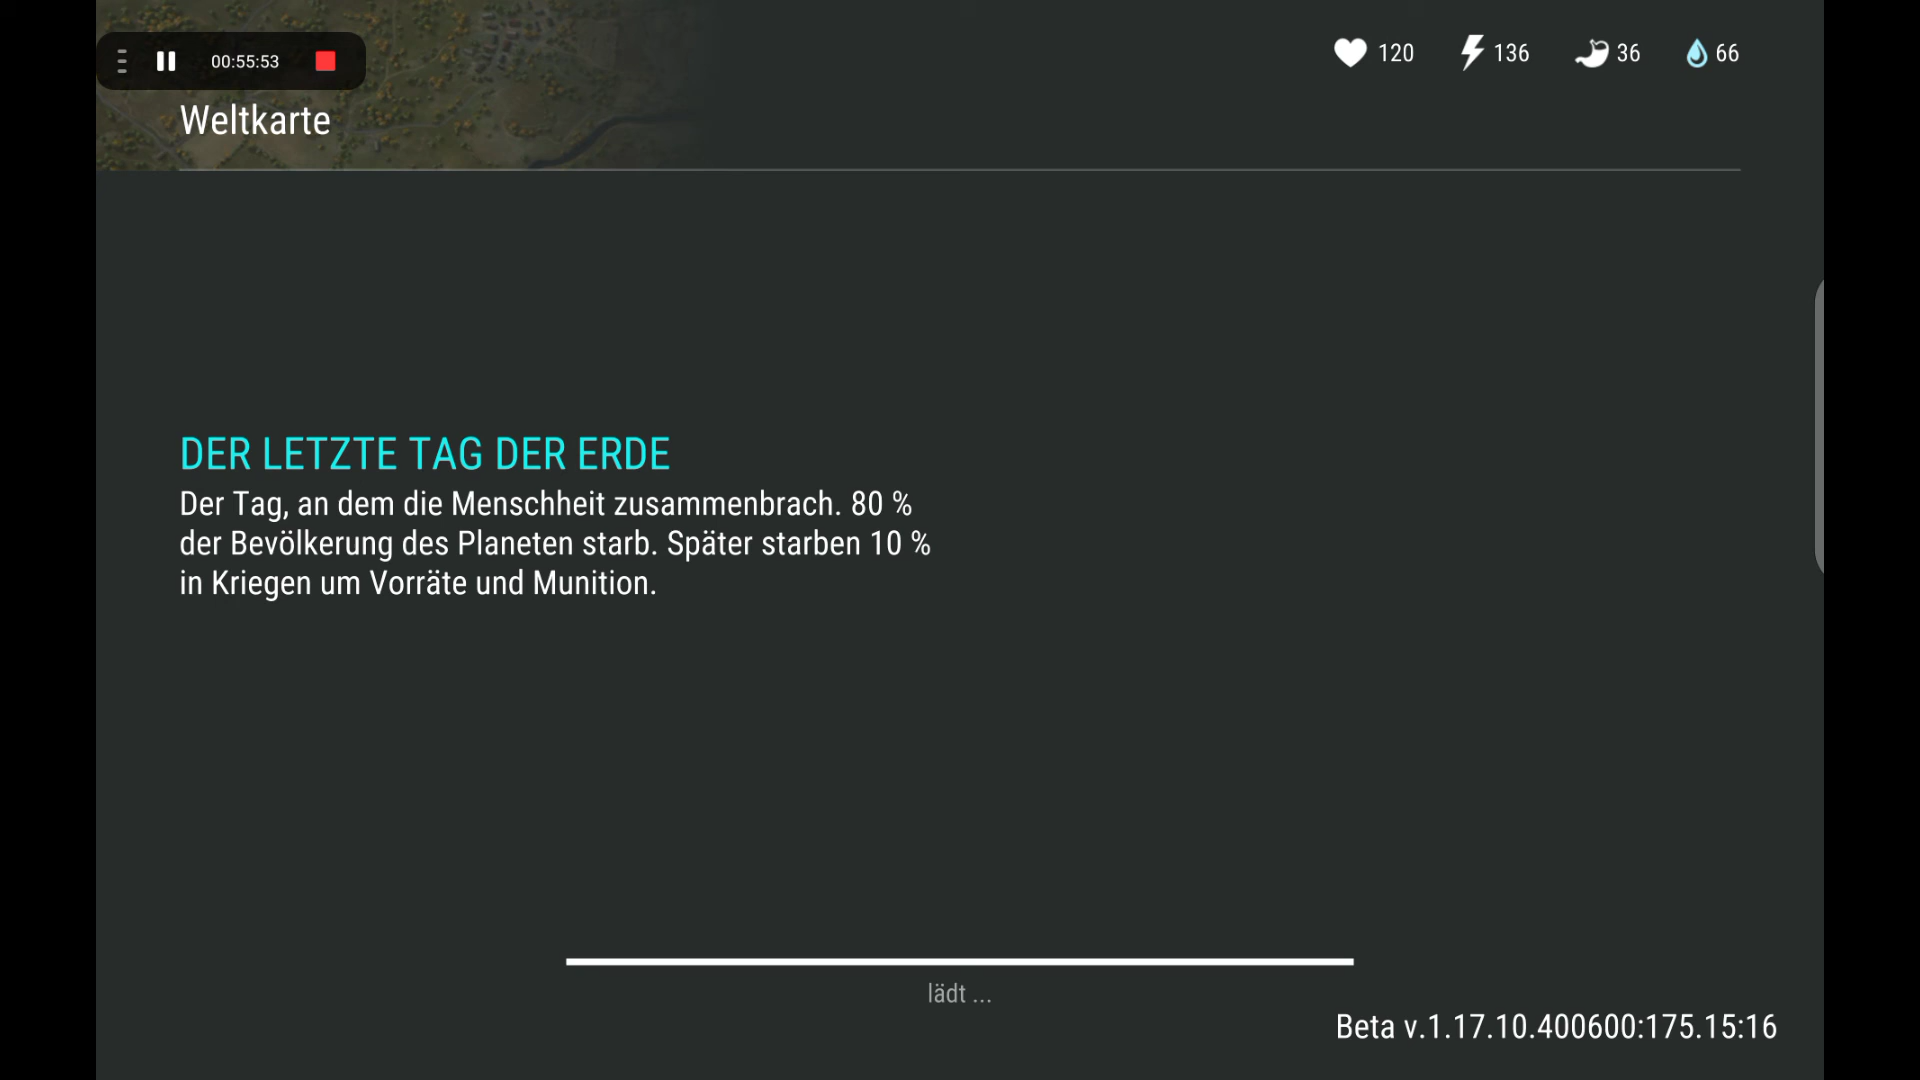 00:55:53
120
136
36
66
Weltkarte
DER LETZTE TAG DER ERDE
Der Tag, an dem die Menschheit zusammenbrach. 80 %
der Bevölkerung des Planeten starb. Später starben 10 %
in Kriegen um Vorräte und Munition.
lädt ...
Beta v.1.17.10.400600:175.15:16